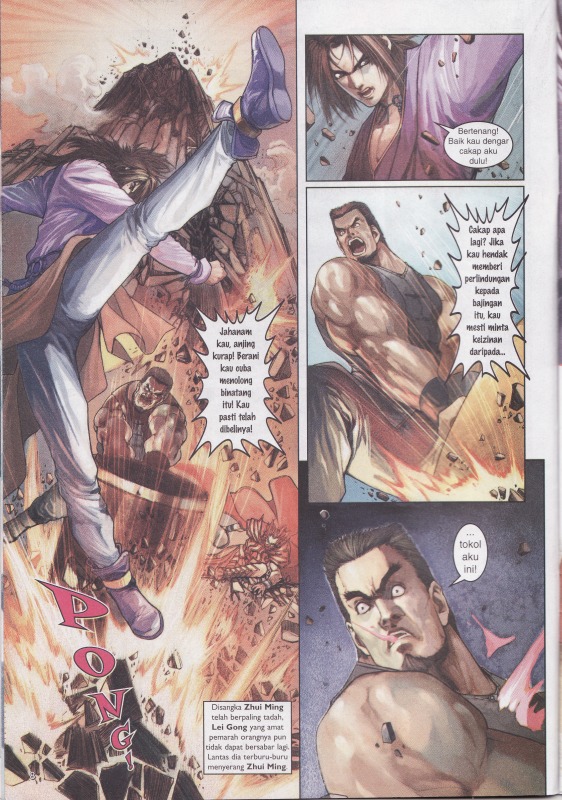 Jahanam
kau, anjing
kurap! Berani
kau cuba
menolong
binatang
itu! Kau
pasti telah
dibelinya!
PONG!
Disangka Zhui Ming
telah berpaling tadah,
Lei Gong yang amat
pemarah orangnya pun
tidak dapat bersabar lagi.
Lantas dia terburu-buru
menyerang Zhui Ming.
Bertenang!
Baik kau dengar
cakap aku
dulu!
Cakap apa
lagi? Jika
kau hendak
memberi
perlindungan
kepada
bajingan
itu, kau
mesti minta
keizinan
daripada...
...
tokol
aku
ini!